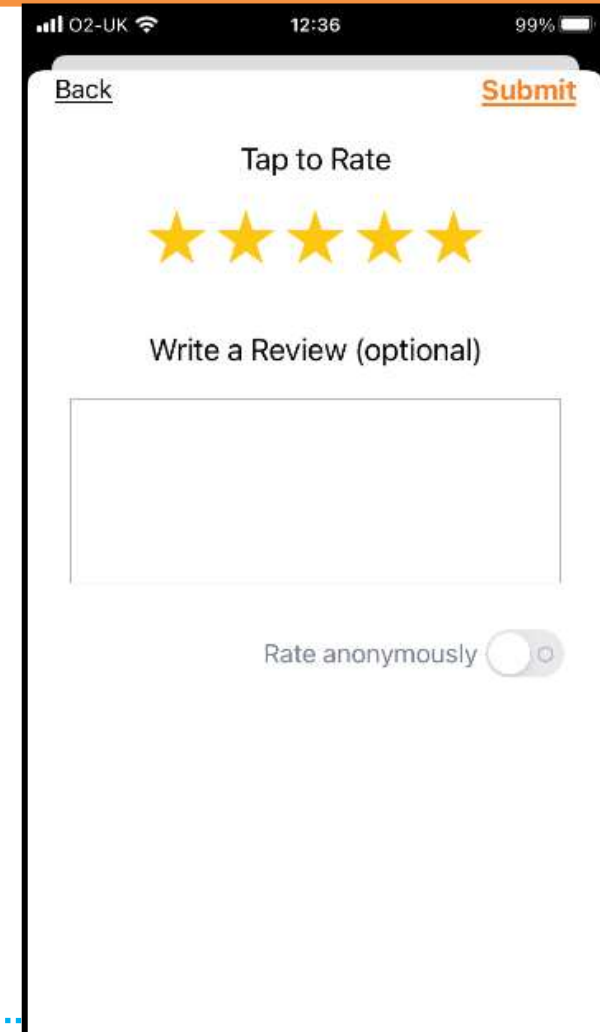 O2-UK 12:36 99%
Back Submit
Tap to Rate
Write a Review (optional)
Rate anonymously